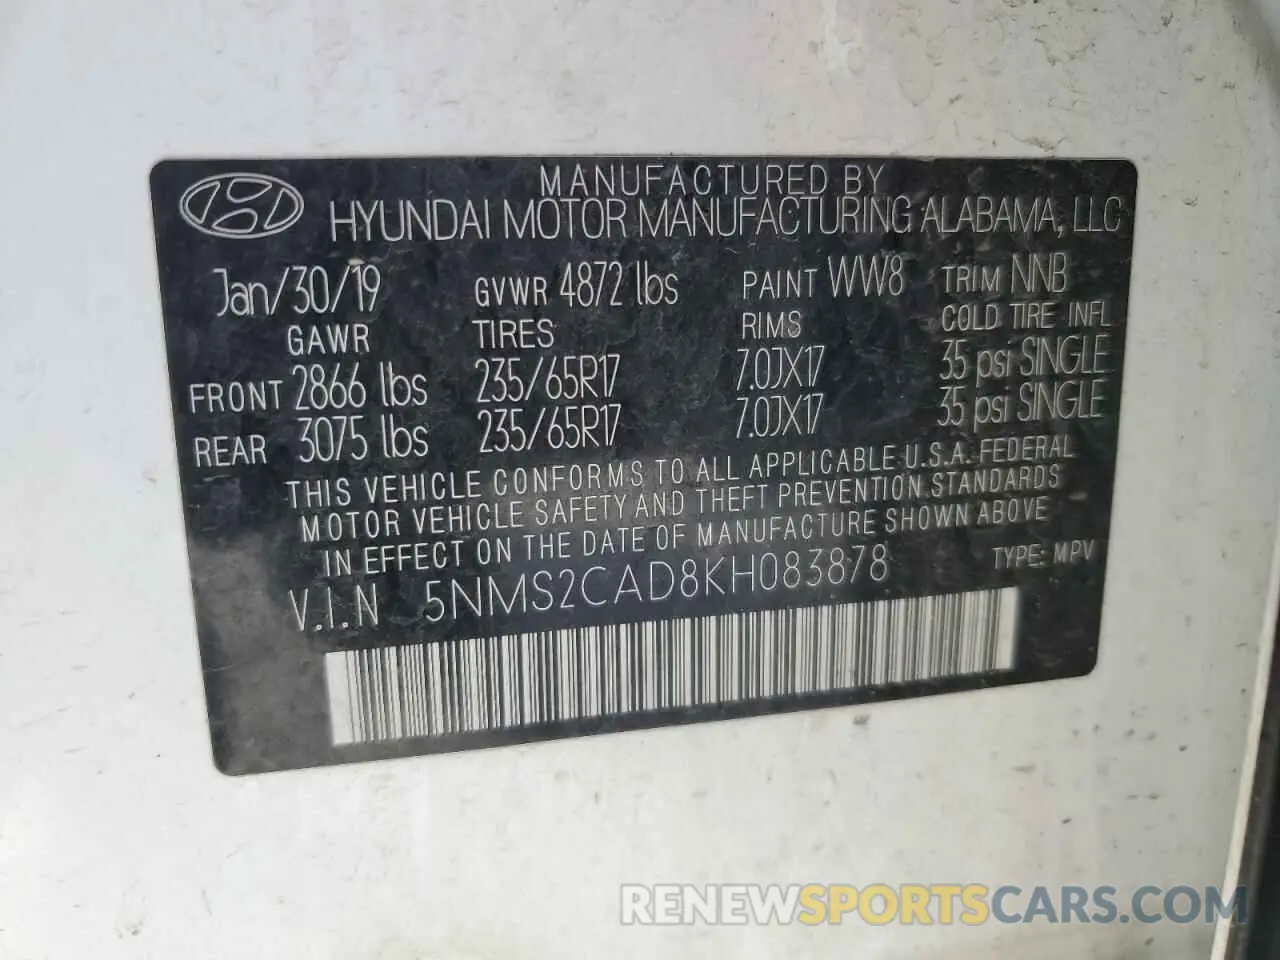 MANUFACTURED BY
HYUNDAI MOTOR MANUFACTURING ALABAMA, LLC
Jan/30/19 GVWR 4872 lbs PAINT WW8 TRIM NNB
GAWR TIRES RIMS COLD TIRE INFL
FRONT 2866 lbs 235/65R17 7.0JX17 35 psi SINGLE
REAR 3075 lbs 235/65R17 7.0JX17 35 psi SINGLE
THIS VEHICLE CONFORMS TO ALL APPLICABLE U.S.A. FEDERAL
MOTOR VEHICLE SAFETY AND THEFT PREVENTION STANDARDS
IN EFFECT ON THE DATE OF MANUFACTURE SHOWN ABOVE
V.I.N 5NMS2CAD8KH083878 TYPE: MPV
RENEWSPORTSCARS.COM